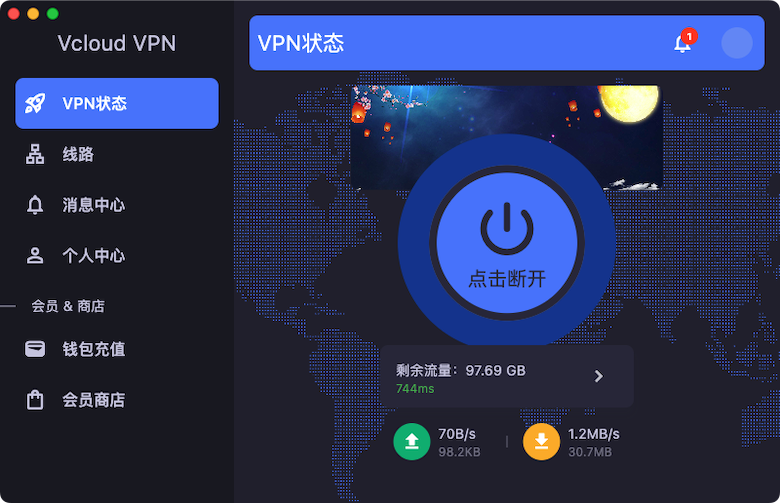 Vcloud VPN
VPN状态
线路
消息中心
个人中心
会员 & 商店
钱包充值
会员商店
VPN状态
1
点击断开
剩余流量：97.69 GB
744ms
70B/s
98.2KB
1.2MB/s
30.7MB